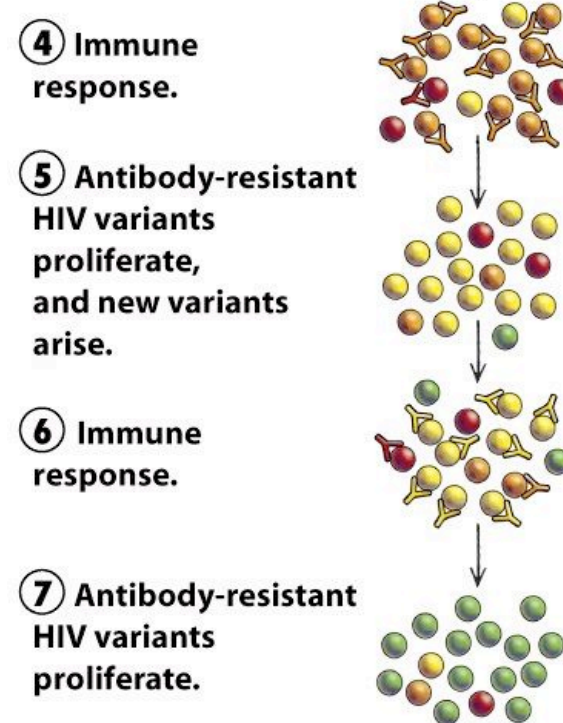 ④ Immune
response.
⑤ Antibody-resistant
HIV variants
proliferate,
and new variants
arise.
⑥ Immune
response.
⑦ Antibody-resistant
HIV variants
proliferate.